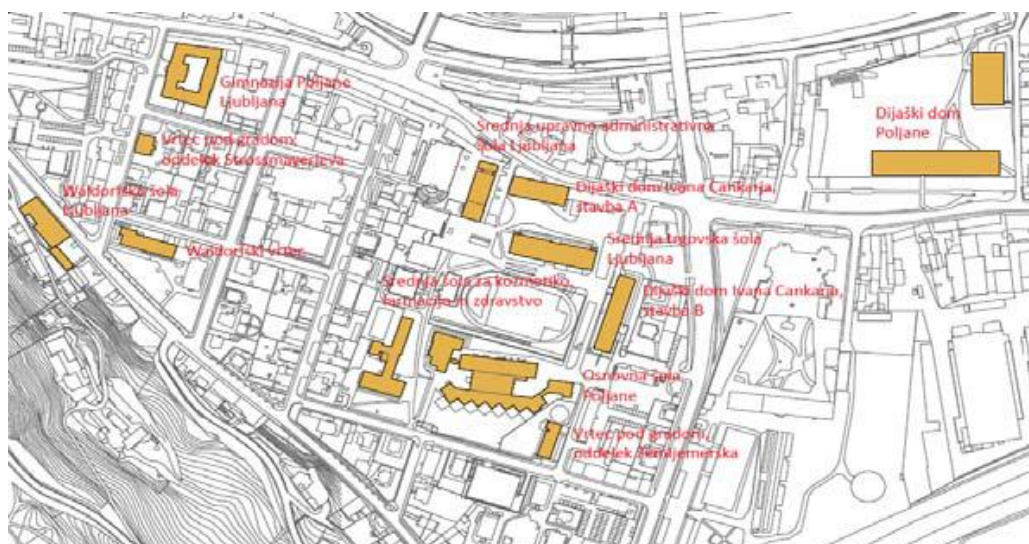 Gimnazija Poljane
Ljubljana
Vrtec pod gradom,
oddelek Strossmayerjeva
Waldorfska šola
Ljubljana
Waldorfski vrtec
Srednja upravno administrativna
šola Ljubljana
Dijaški dom
Poljane
Dijaški dom Ivana Cankarja,
stavba A
Srednja trgovska šola
Ljubljana
Srednja šola za kozmetiko,
farmacijo in zdravstvo
Dijaški dom Ivana Cankarja,
stavba B
Osnovna šola
Poljane
Vrtec pod gradom,
oddelek Zemljemerska